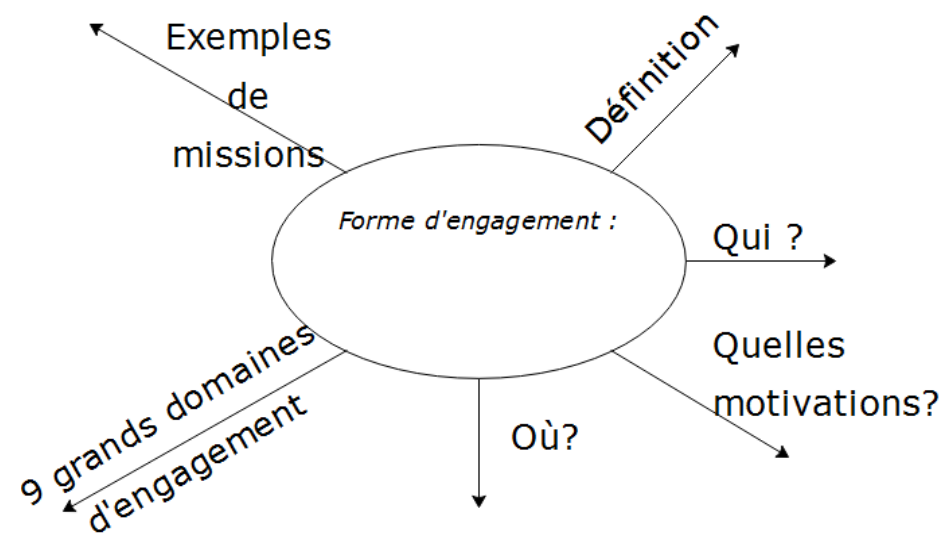 Exemples
de
missions
Définition
Forme d'engagement :
Qui ?
Quelles
motivations?
Où?
9 grands domaines
d'engagement